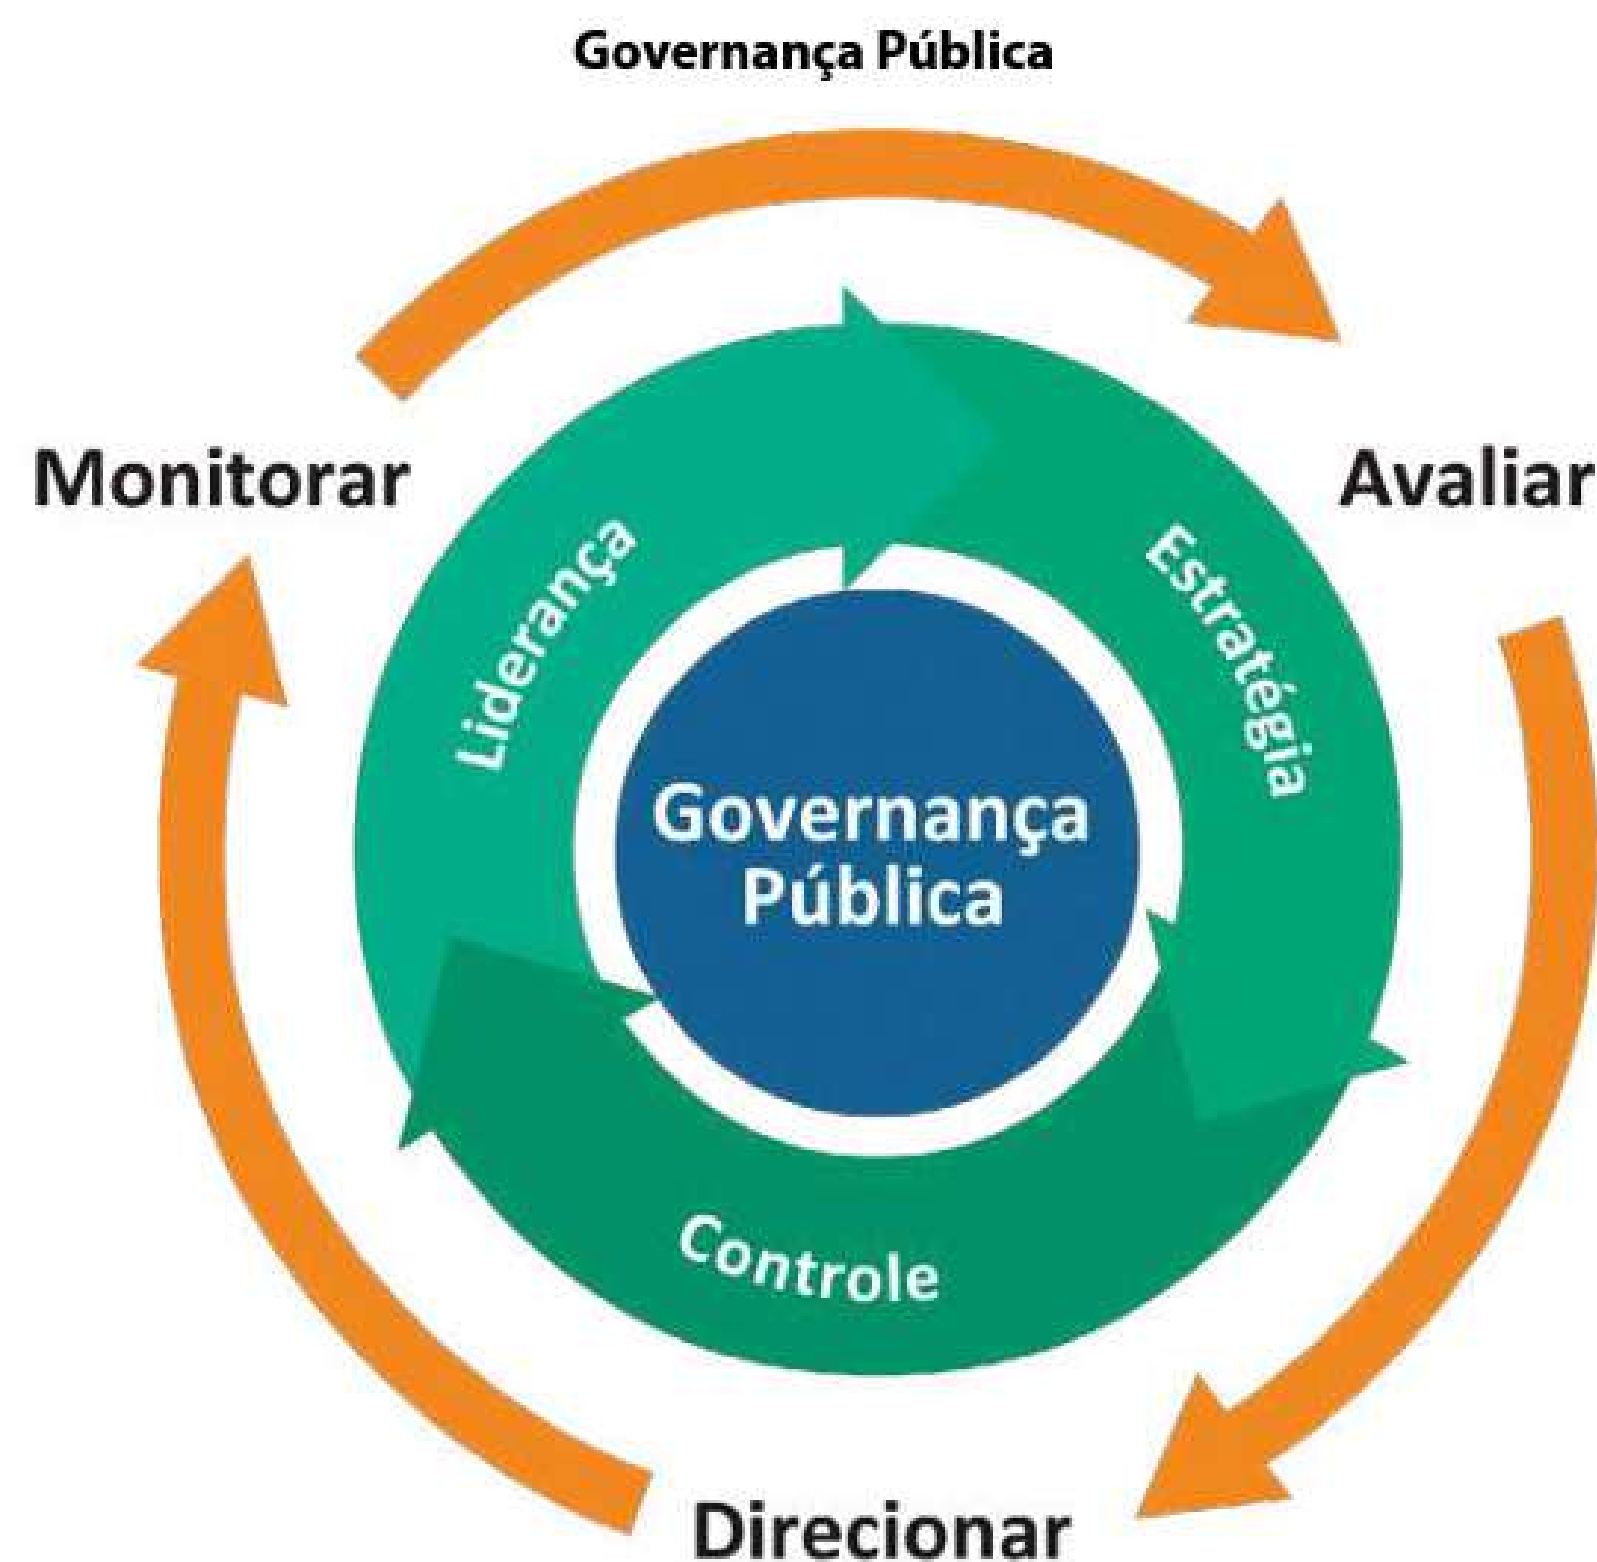 Governança Pública
Monitorar
Avaliar
Liderança
Estratégia
Governança
Pública
Controle
Direcionar